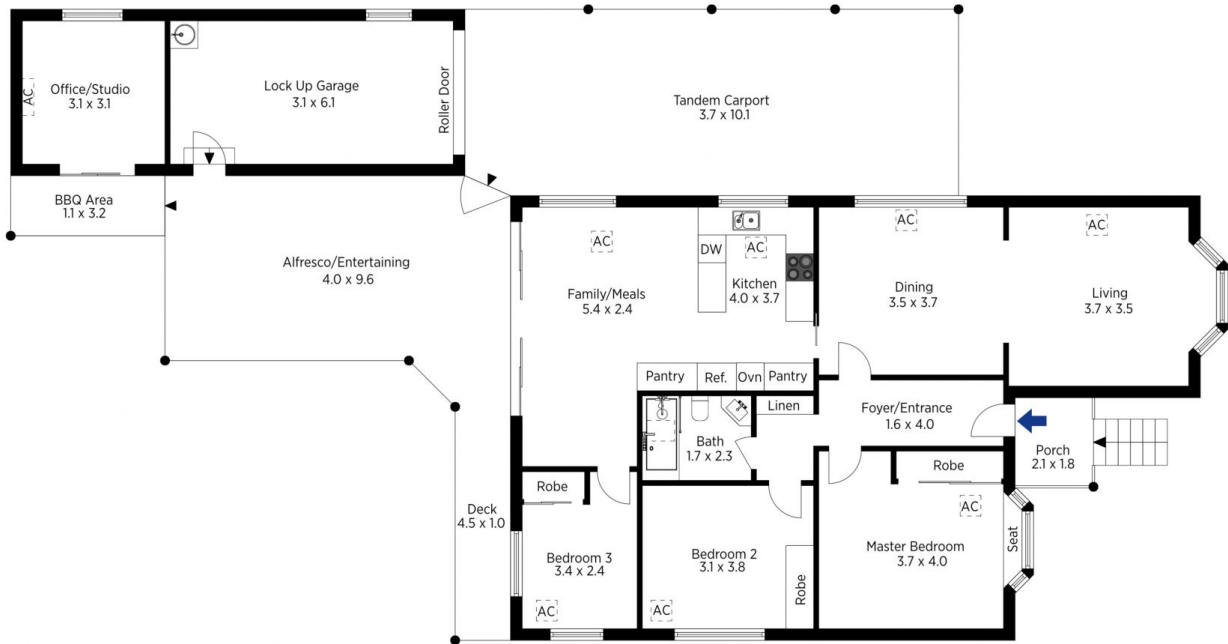 Office/Studio
3.1 x 3.1
AC
Lock Up Garage
3.1 x 6.1
Roller Door
Tandem Carport
3.7 x 10.1
BBQ Area
1.1 x 3.2
Alfresco/Entertaining
4.0 x 9.6
AC
Family/Meals
5.4 x 2.4
DW
AC
Kitchen
4.0 x 3.7
AC
Dining
3.5 x 3.7
AC
Living
3.7 x 3.5
Pantry
Ref.
Ovn
Pantry
Bath
1.7 x 2.3
Linen
Foyer/Entrance
1.6 x 4.0
Porch
2.1 x 1.8
Deck
4.5 x 1.0
Robe
Bedroom 3
3.4 x 2.4
AC
Bedroom 2
3.1 x 3.8
AC
Robe
Robe
AC
Master Bedroom
3.7 x 4.0
Seat